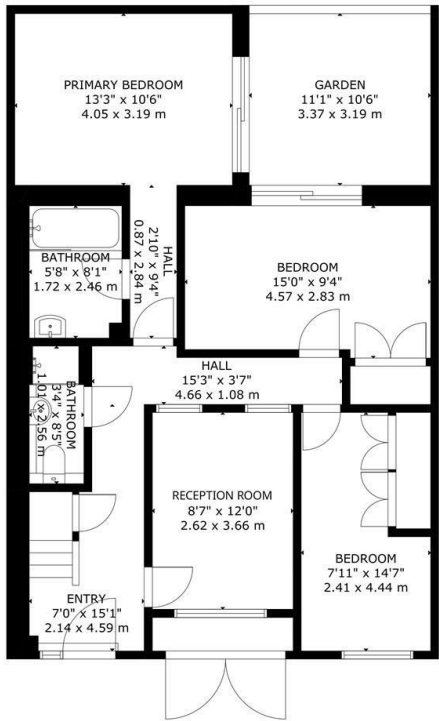 PRIMARY BEDROOM
13'3" x 10'6"
4.05 x 3.19 m
GARDEN
11'1" x 10'6"
3.37 x 3.19 m
BATHROOM
5'8" x 8'1"
1.72 x 2.46 m
HALL
2'10" x 9'4"
0.87 x 2.84 m
BEDROOM
15'0" x 9'4"
4.57 x 2.83 m
HALL
15'3" x 3'7"
4.66 x 1.08 m
BATHROOM
3'4" x 8'5"
1.01 x 2.56 m
RECEPTION ROOM
8'7" x 12'0"
2.62 x 3.66 m
BEDROOM
7'11" x 14'7"
2.41 x 4.44 m
ENTRY
7'0" x 15'1"
2.14 x 4.59 m